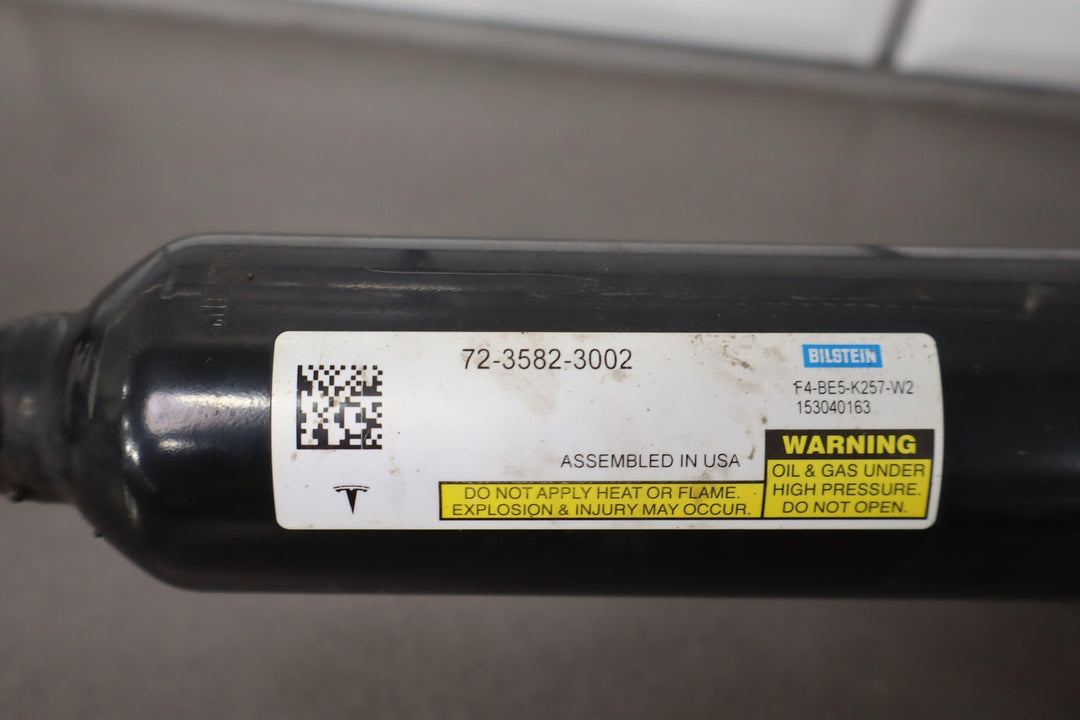 72-3582-3002
BILSTEIN
F4-BE5-K257-W2
153040163
ASSEMBLED IN USA
DO NOT APPLY HEAT OR FLAME.
EXPLOSION & INJURY MAY OCCUR.
WARNING
OIL & GAS UNDER
HIGH PRESSURE.
DO NOT OPEN.